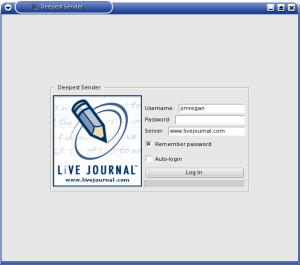 Deepest Sender
Deepest Sender
Username: jimregan
Password:
Server: www.livejournal.com
Remember password
Auto-login
Log In
LiVE JOURNAL™
www.livejournal.com